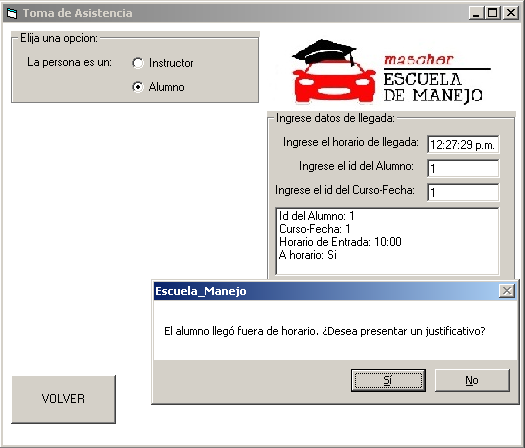 Toma de Asistencia
Elija una opcion:
La persona es un:
Instructor
Alumno
mascher
ESCUELA
DE MANEJO
Ingrese datos de llegada:
Ingrese el horario de llegada:
12:27:29 p.m.
Ingrese el id del Alumno:
1
Ingrese el id del Curso-Fecha:
1
Id del Alumno: 1
Curso-Fecha: 1
Horario de Entrada: 10:00
A horario: Si
Escuela_Manejo
El alumno llegó fuera de horario. ¿Desea presentar un justificativo?
Sí
No
VOLVER